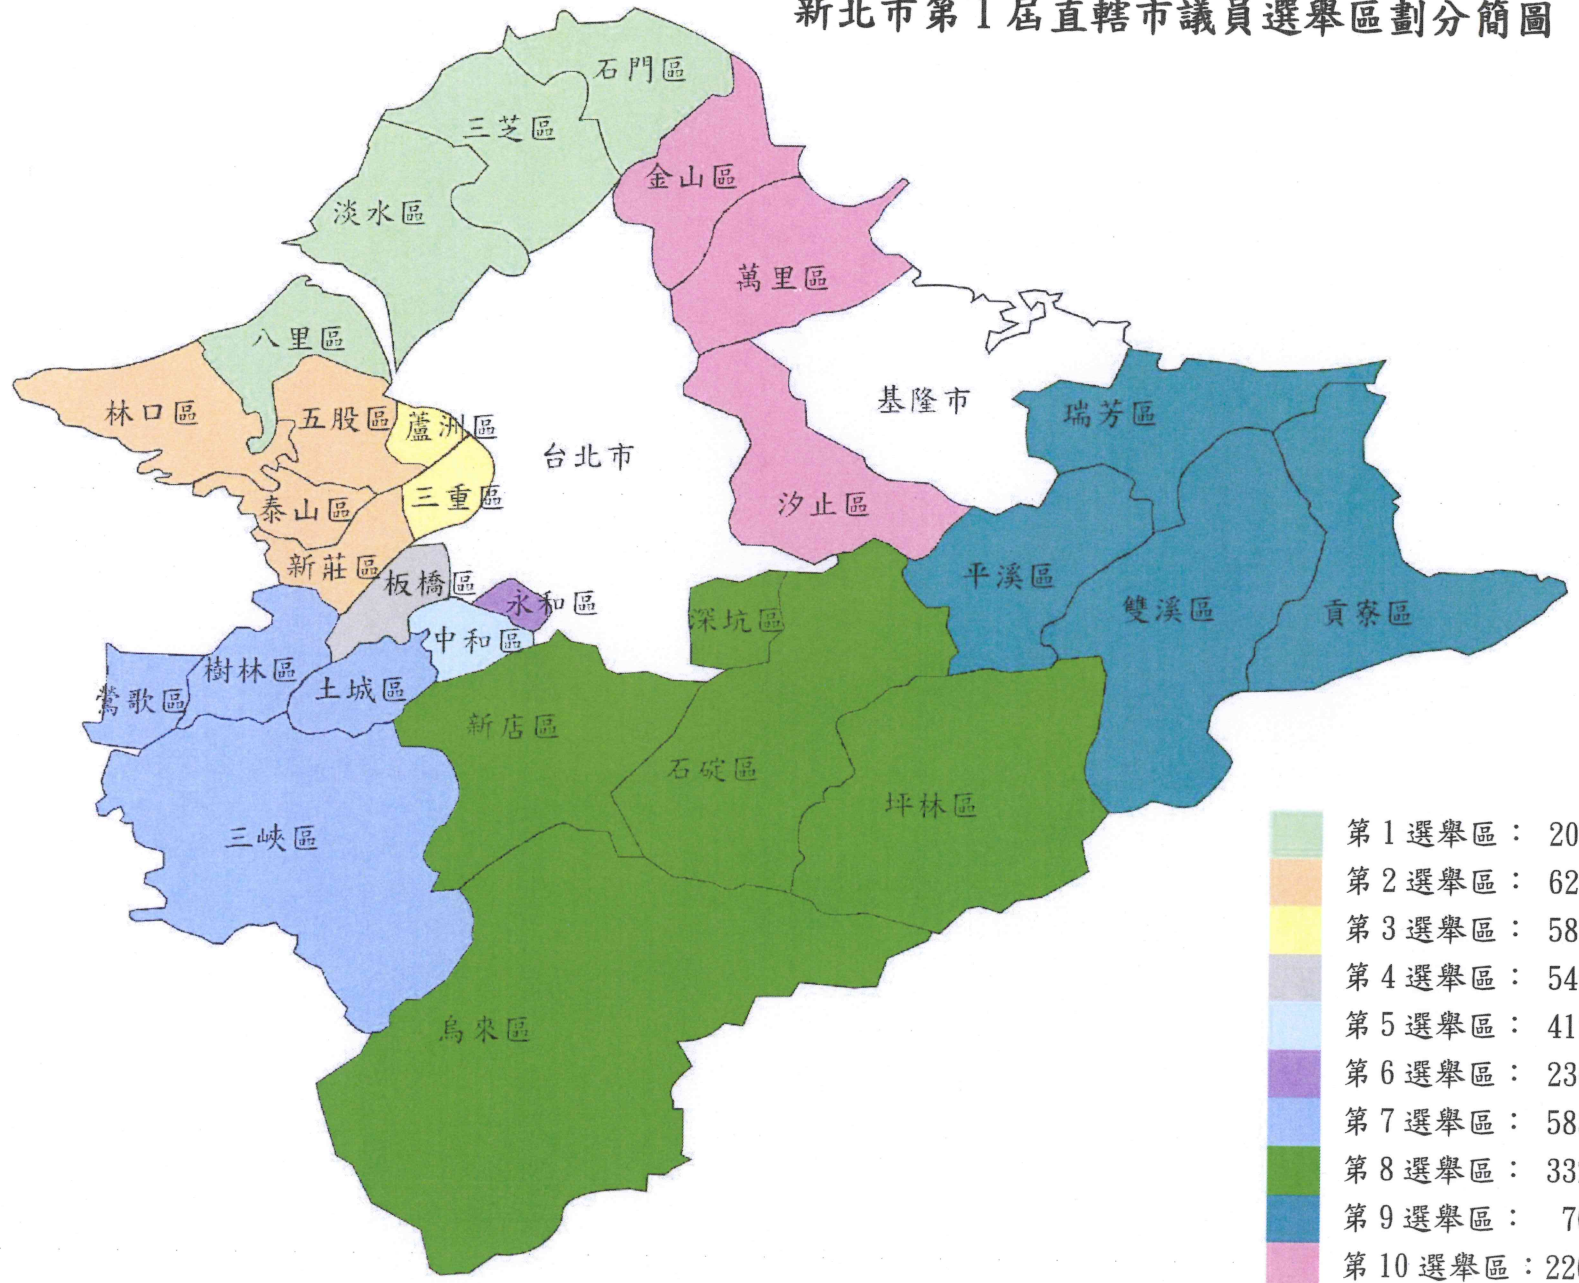 新北市第1屆直轄市議員選舉區劃分簡圖
石門區
三芝區
金山區
淡水區
萬里區
八里區
基隆市
林口區
五股區
蘆洲區
瑞芳區
台北市
三重區
汐止區
泰山區
新莊區
板橋區
平溪區
永和區
深坑區
雙溪區
貢寮區
中和區
樹林區
土城區
鶯歌區
新店區
石碇區
坪林區
三峽區
烏來區
第1選舉區： 20
第2選舉區： 62
第3選舉區： 58
第4選舉區： 54
第5選舉區： 41
第6選舉區： 23
第7選舉區： 58
第8選舉區： 33
第9選舉區： 7
第10選舉區：22